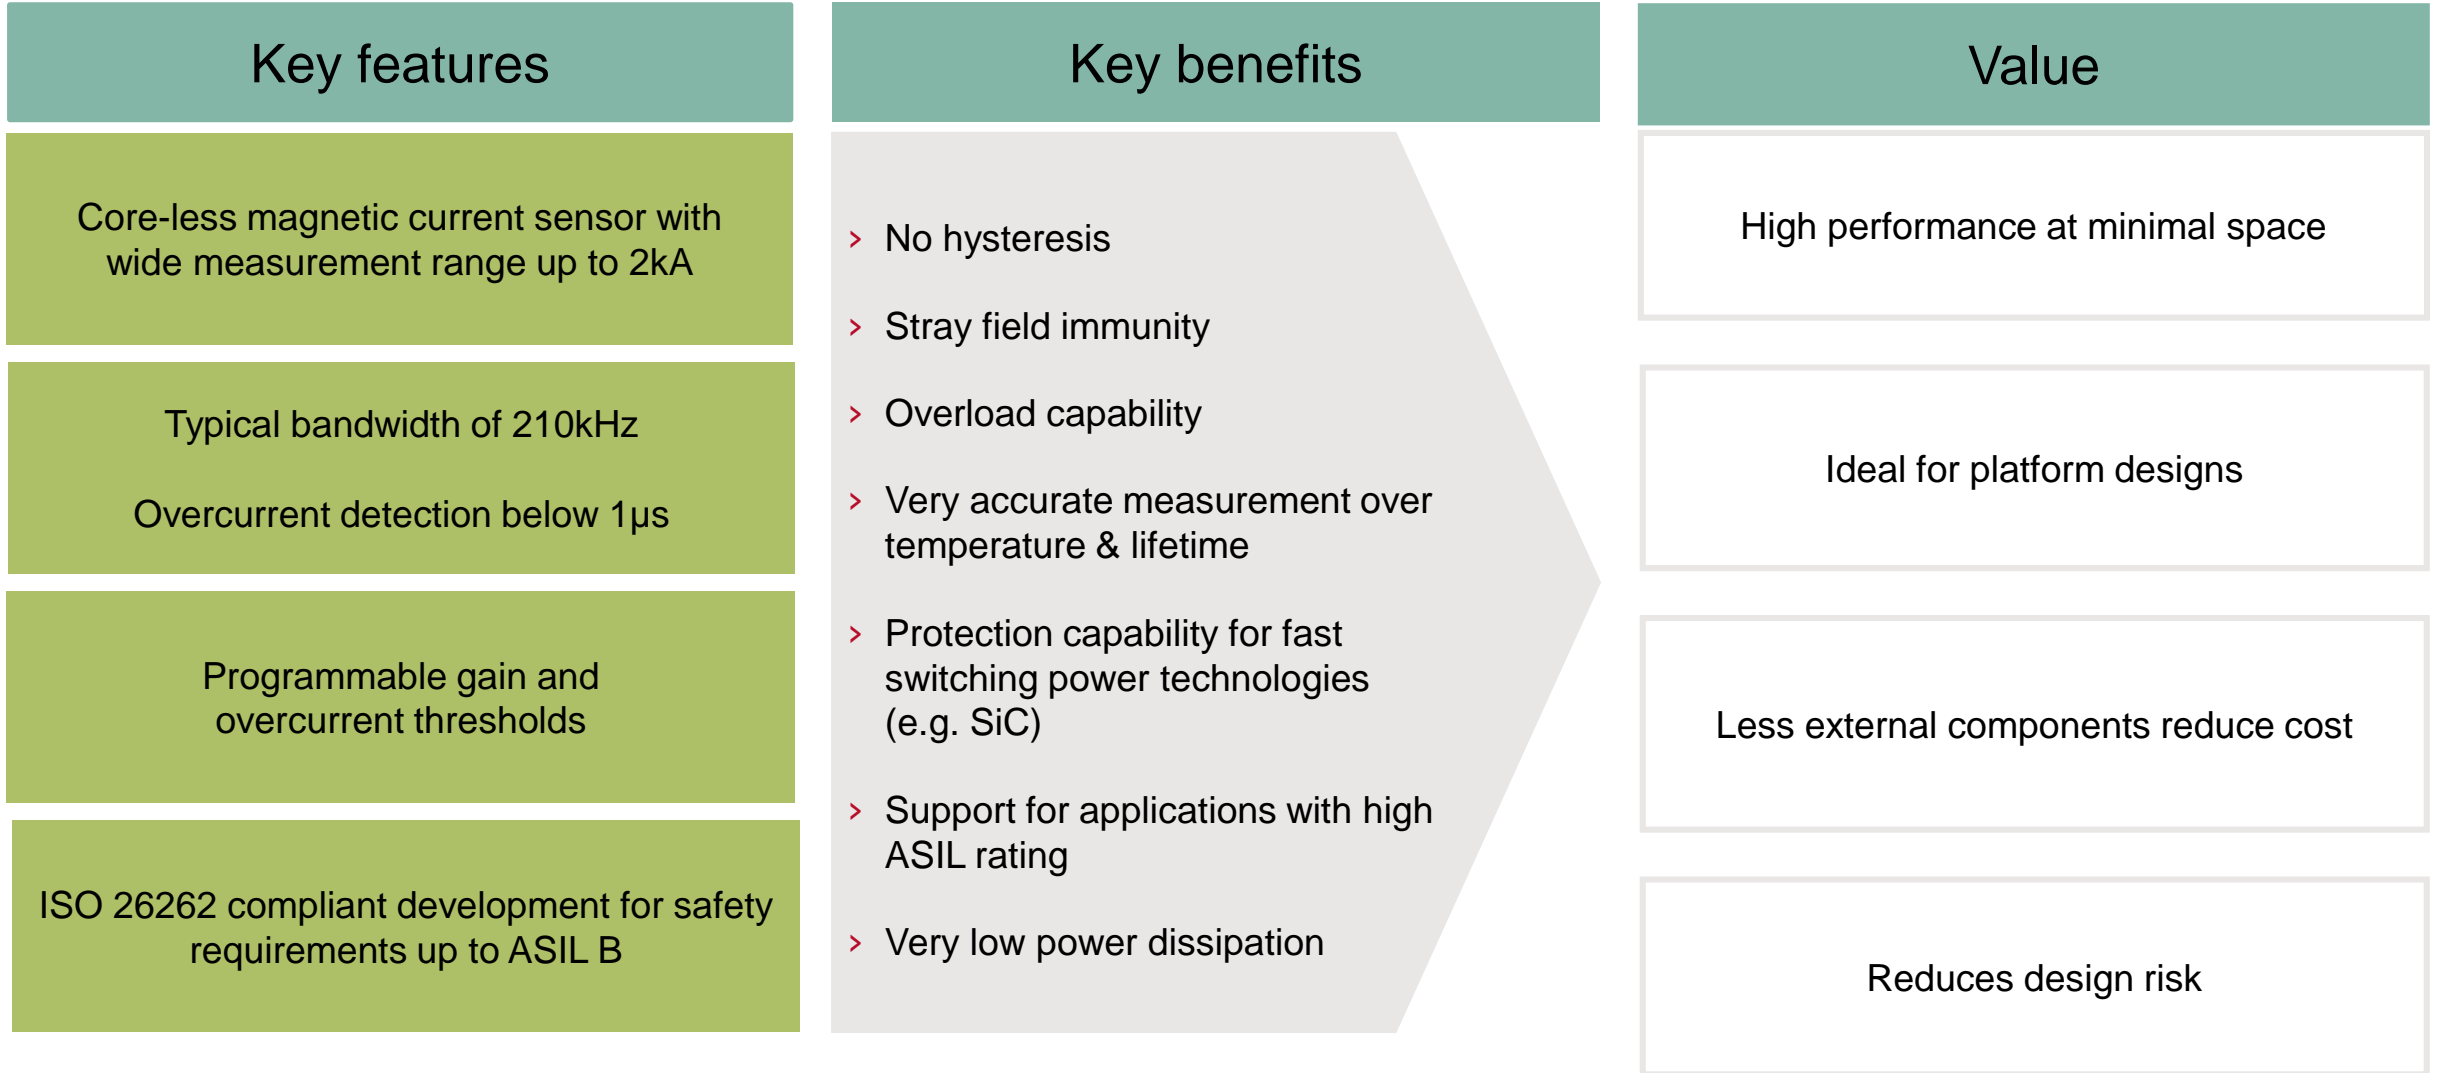 Key features
Core-less magnetic current sensor with
wide measurement range up to 2kA
Typical bandwidth of 210kHz
Overcurrent detection below 1μs
Programmable gain and
overcurrent thresholds
ISO 26262 compliant development for safety
requirements up to ASIL B
Key benefits
> No hysteresis
> Stray field immunity
> Overload capability
> Very accurate measurement over
temperature & lifetime
> Protection capability for fast
switching power technologies
(e.g. SiC)
> Support for applications with high
ASIL rating
> Very low power dissipation
Value
High performance at minimal space
Ideal for platform designs
Less external components reduce cost
Reduces design risk